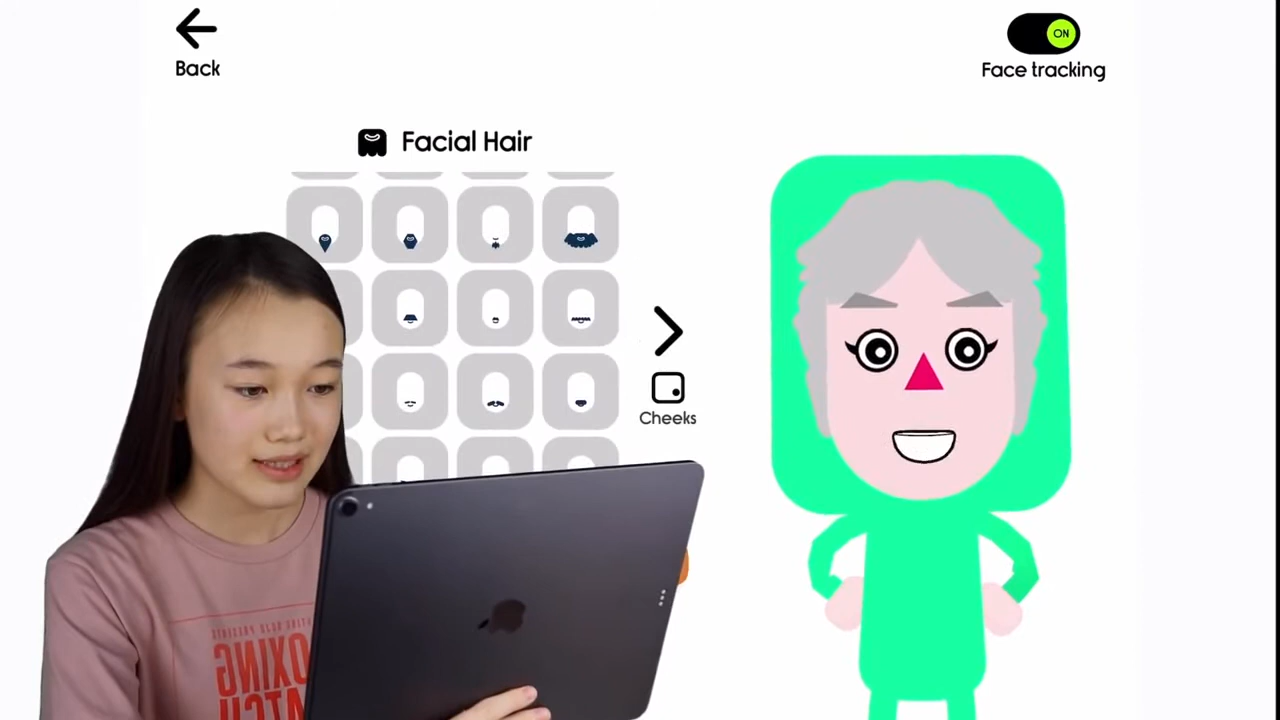 Back
ON
Face tracking
Facial Hair
Cheeks